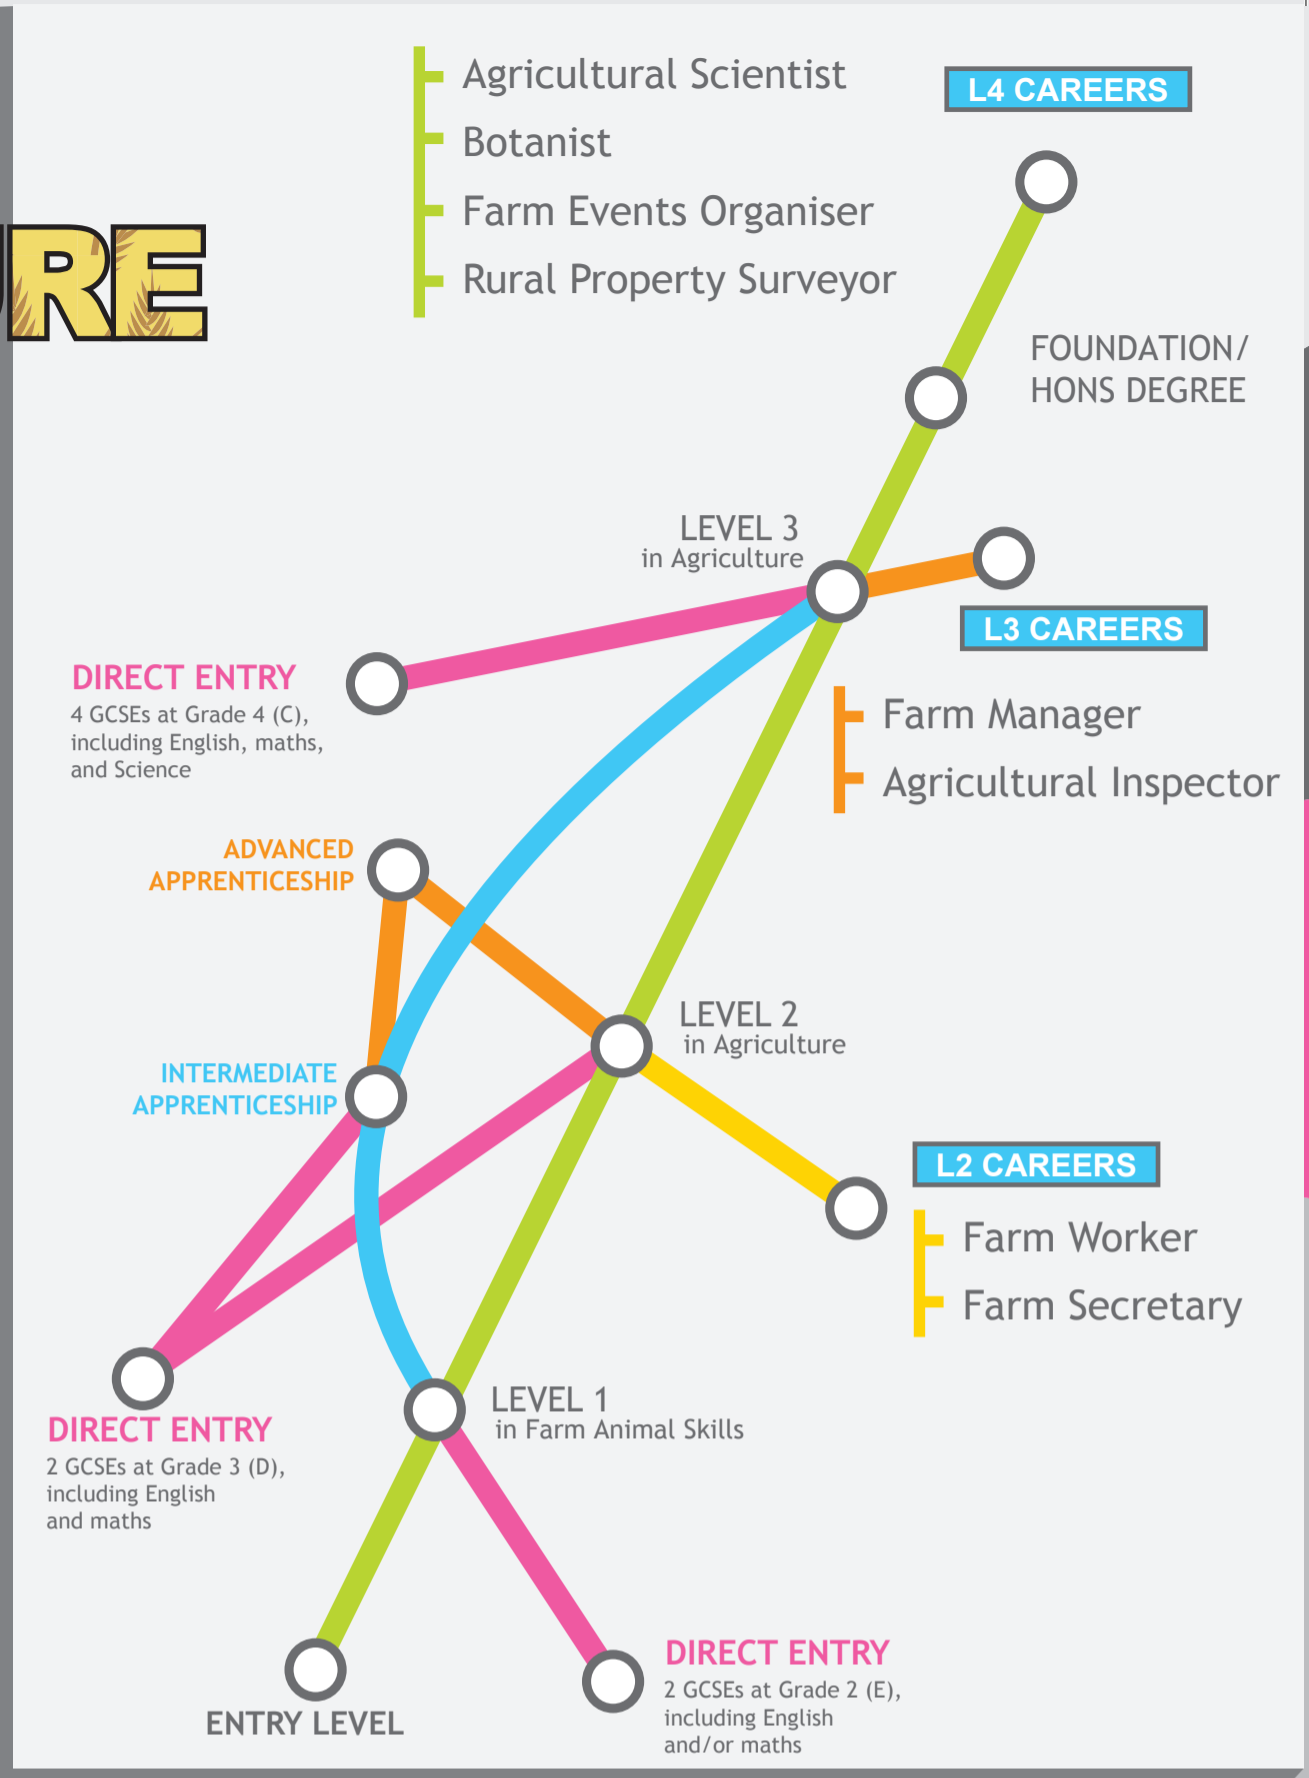 Agricultural Scientist
Botanist
Farm Events Organiser
Rural Property Surveyor
L4 CAREERS
RE
FOUNDATION/
HONS DEGREE
LEVEL 3
in Agriculture
L3 CAREERS
Farm Manager
Agricultural Inspector
DIRECT ENTRY
4 GCSEs at Grade 4 (C),
including English, maths,
and Science
ADVANCED
APPRENTICESHIP
LEVEL 2
in Agriculture
INTERMEDIATE
APPRENTICESHIP
L2 CAREERS
Farm Worker
Farm Secretary
LEVEL 1
in Farm Animal Skills
DIRECT ENTRY
2 GCSEs at Grade 3 (D),
including English
and maths
DIRECT ENTRY
2 GCSEs at Grade 2 (E),
including English
and/or maths
ENTRY LEVEL